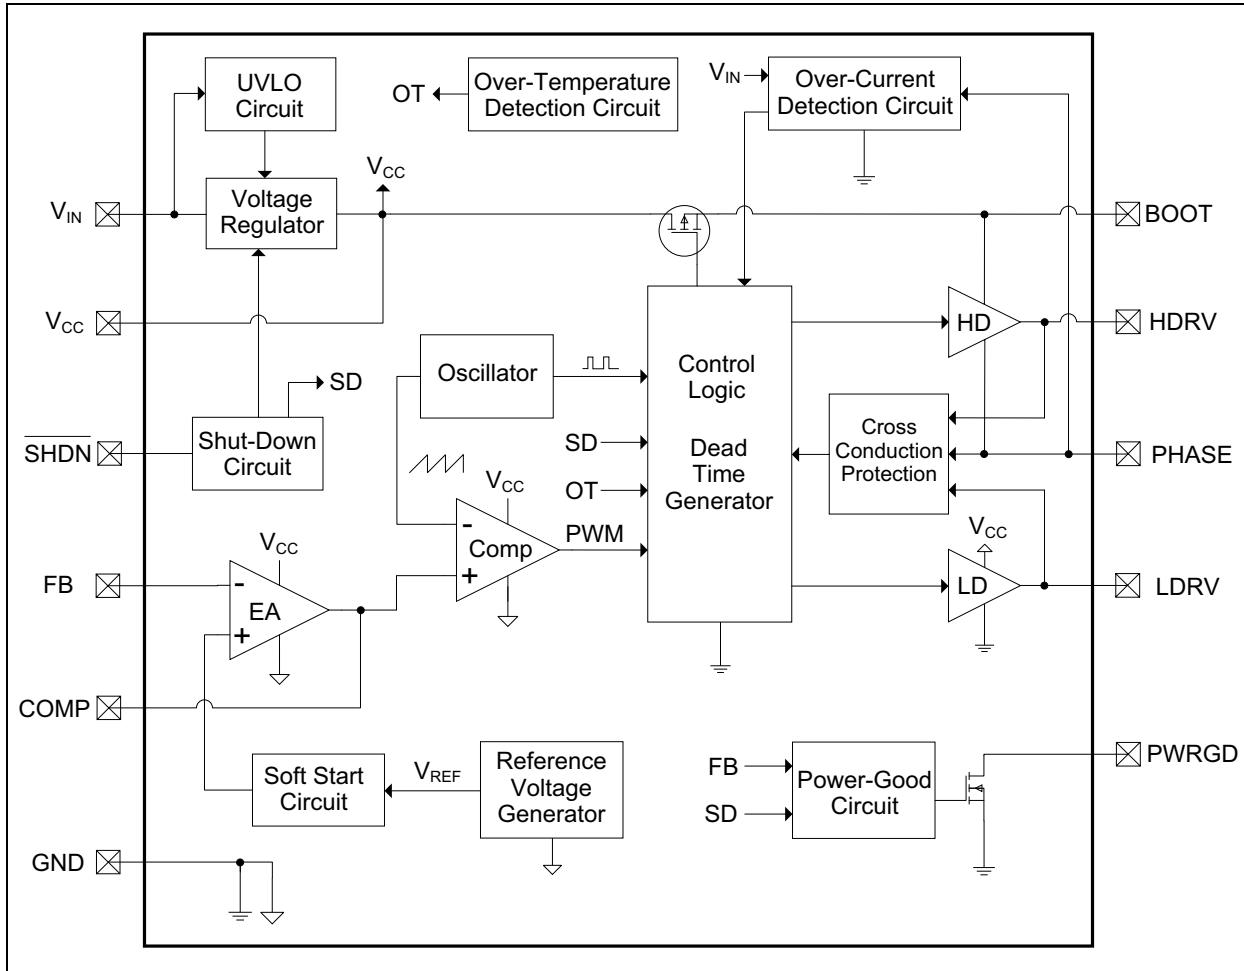 UVLO
Circuit
OT
Over-Temperature
Detection Circuit
VIN
Over-Current
Detection Circuit
VCC
VIN
Voltage
Regulator
BOOT
VCC
HD
HDRV
Oscillator
Control
Logic
Dead
Time
Generator
SD
SHDN
Shut-Down
Circuit
SD
Cross
Conduction
Protection
PHASE
VCC
OT
-
+
Comp
PWM
VCC
VCC
FB
-
+
EA
LD
LDRV
COMP
Soft Start
Circuit
VREF
Reference
Voltage
Generator
FB
SD
Power-Good
Circuit
PWRGD
GND